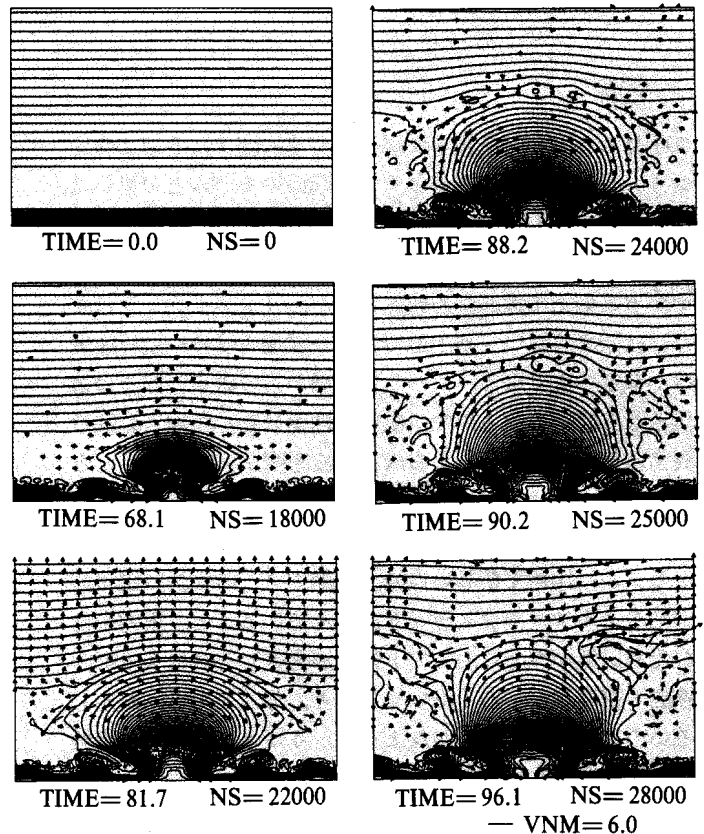 TIME= 0.0 NS= 0
TIME= 68.1 NS= 18000
TIME= 81.7 NS= 22000
TIME= 88.2 NS= 24000
TIME= 90.2 NS= 25000
TIME= 96.1 NS= 28000
— VNM= 6.0